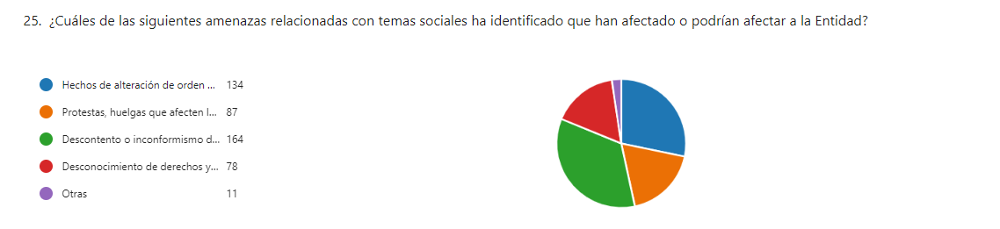 25. ¿Cuáles de las siguientes amenazas relacionadas con temas sociales ha identificado que han afectado o podrían afectar a la Entidad?
Hechos de alteración de orden ... 134
Protestas, huelgas que afecten l... 87
Descontento o inconformismo d... 164
Desconocimiento de derechos y... 78
Otras 11